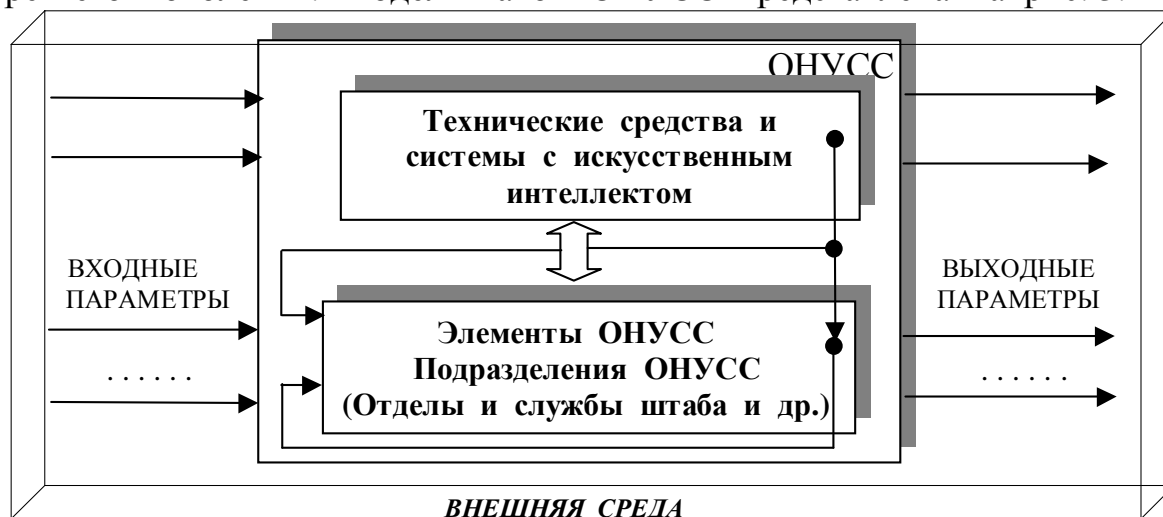 ОНУСС
Технические средства и
системы с искусственным
интеллектом
ВХОДНЫЕ
ПАРАМЕТРЫ
. . . . . .
Элементы ОНУСС
Подразделения ОНУСС
(Отделы и службы штаба и др.)
ВЫХОДНЫЕ
ПАРАМЕТРЫ
. . . . . .
ВНЕШНЯЯ СРЕДА